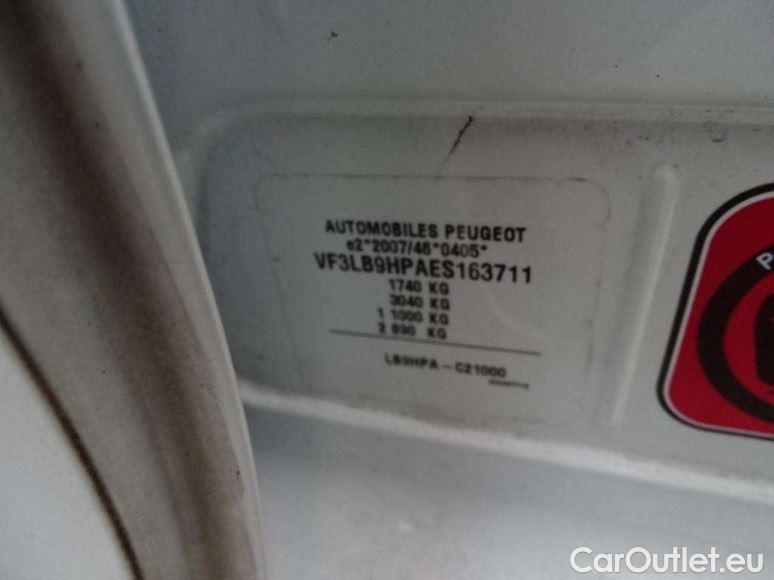 AUTOMOBILES PEUGEOT
e2*2007/46*0405*
VF3LB9HPAES163711
1740 KG
3040 KG
1 1000 KG
2 890 KG
LB9HPA - C21000
P
CarOutlet.eu